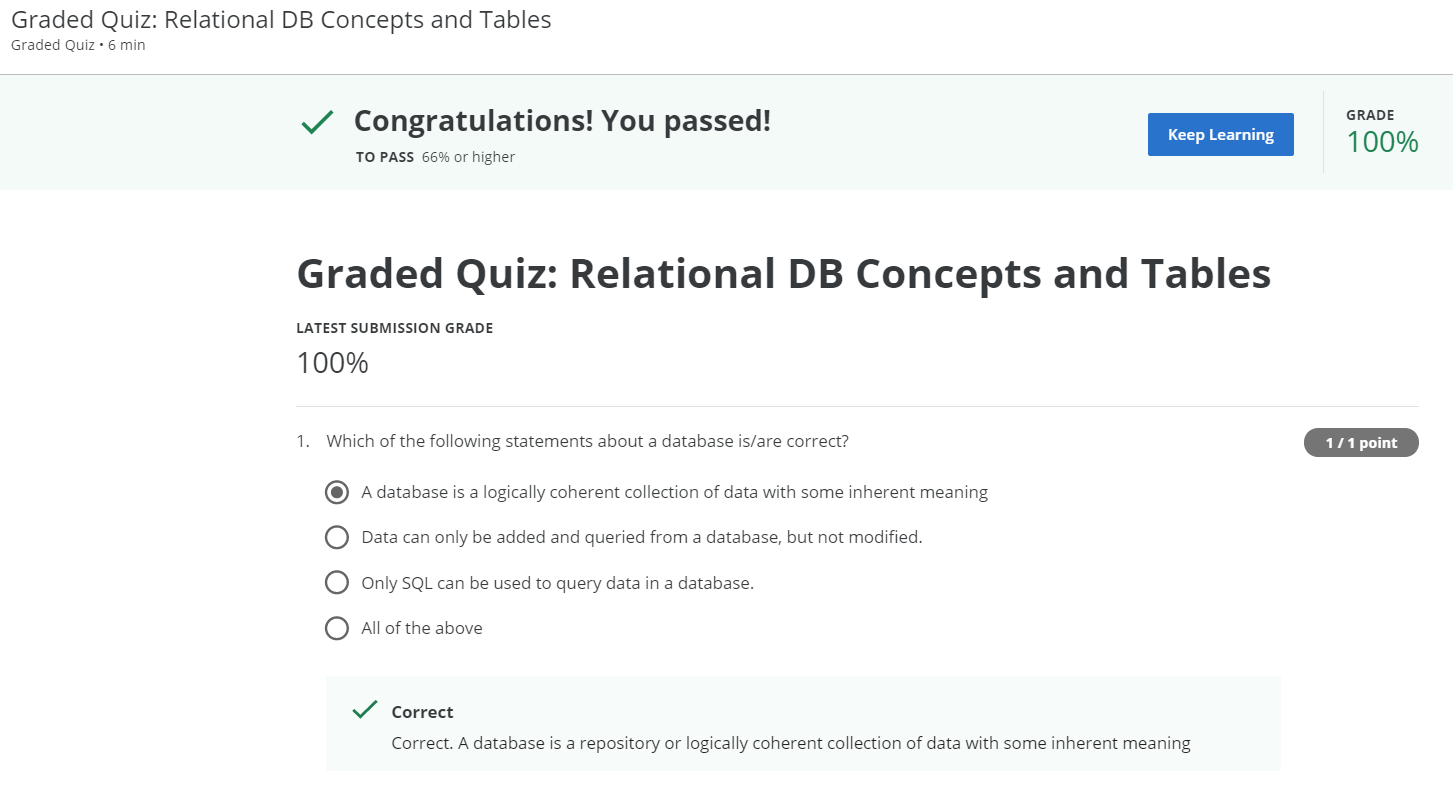 Graded Quiz: Relational DB Concepts and Tables
Graded Quiz • 6 min
Congratulations! You passed!
TO PASS 66% or higher
Keep Learning
GRADE
100%
Graded Quiz: Relational DB Concepts and Tables
LATEST SUBMISSION GRADE
100%
1. Which of the following statements about a database is/are correct?
1 / 1 point
A database is a logically coherent collection of data with some inherent meaning
Data can only be added and queried from a database, but not modified.
Only SQL can be used to query data in a database.
All of the above
Correct
Correct. A database is a repository or logically coherent collection of data with some inherent meaning